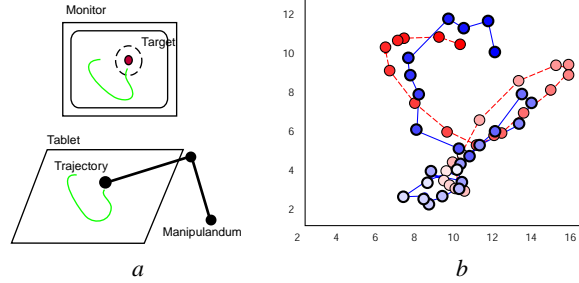 Monitor
Target
Tablet
Trajectory
Manipulandum
a
12
10
8
6
4
2
2 4 6 8 10 12 14 16
b